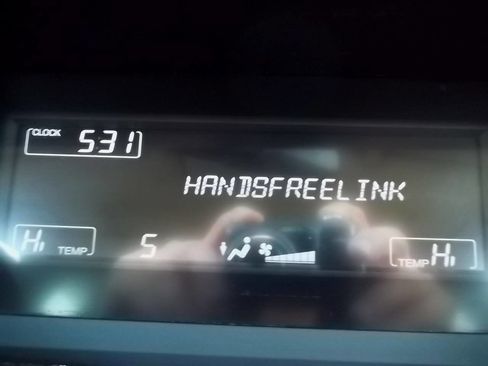 CLOCK 531
HANDSFREELINK
Hi TEMP 5 TEMP Hi